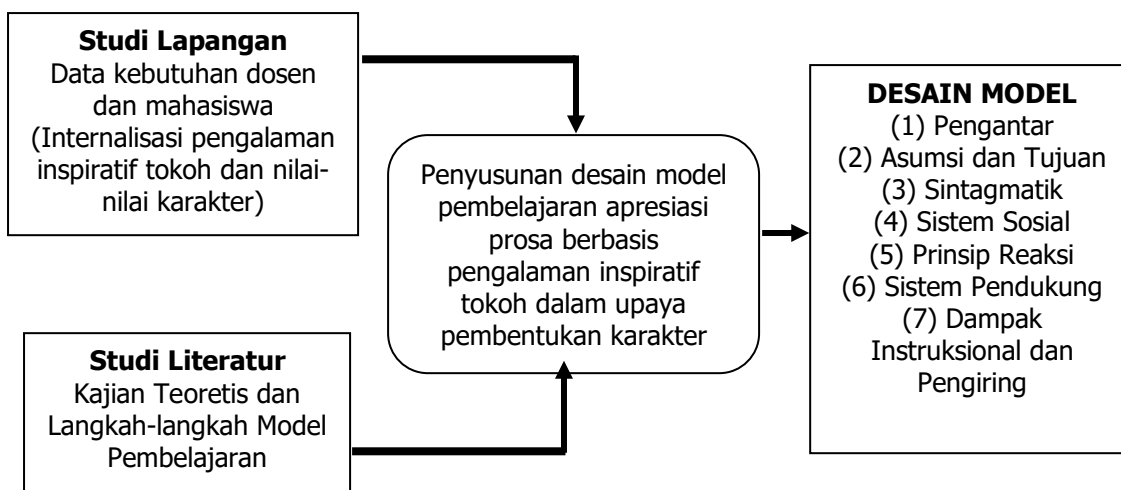 Studi Lapangan
Data kebutuhan dosen
dan mahasiswa
(Internalisasi pengalaman
inspiratif tokoh dan nilai-
nilai karakter)
Studi Literatur
Kajian Teoretis dan
Langkah-langkah Model
Pembelajaran
Penyusunan desain model
pembelajaran apresiasi
prosa berbasis
pengalaman inspiratif
tokoh dalam upaya
pembentukan karakter
DESAIN MODEL
(1) Pengantar
(2) Asumsi dan Tujuan
(3) Sintagmatik
(4) Sistem Sosial
(5) Prinsip Reaksi
(6) Sistem Pendukung
(7) Dampak
Instruksional dan
Pengiring